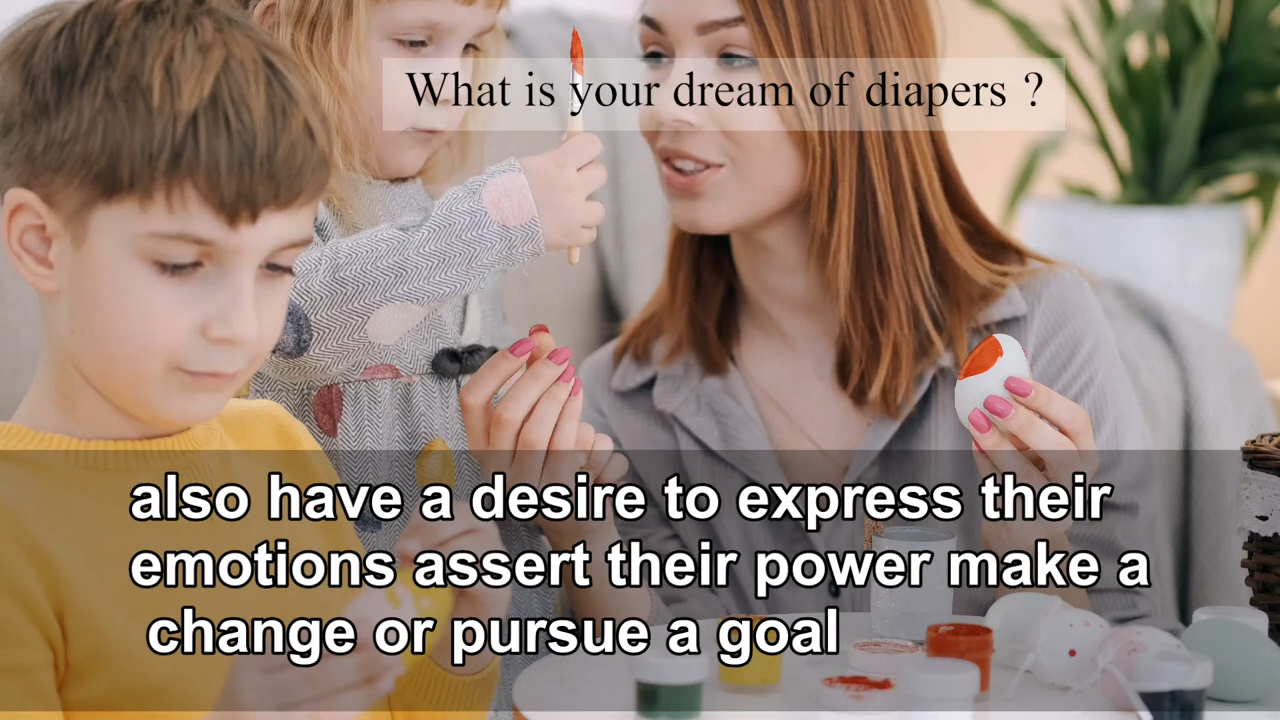 What is your dream of diapers ?
also have a desire to express their
emotions assert their power make a
change or pursue a goal